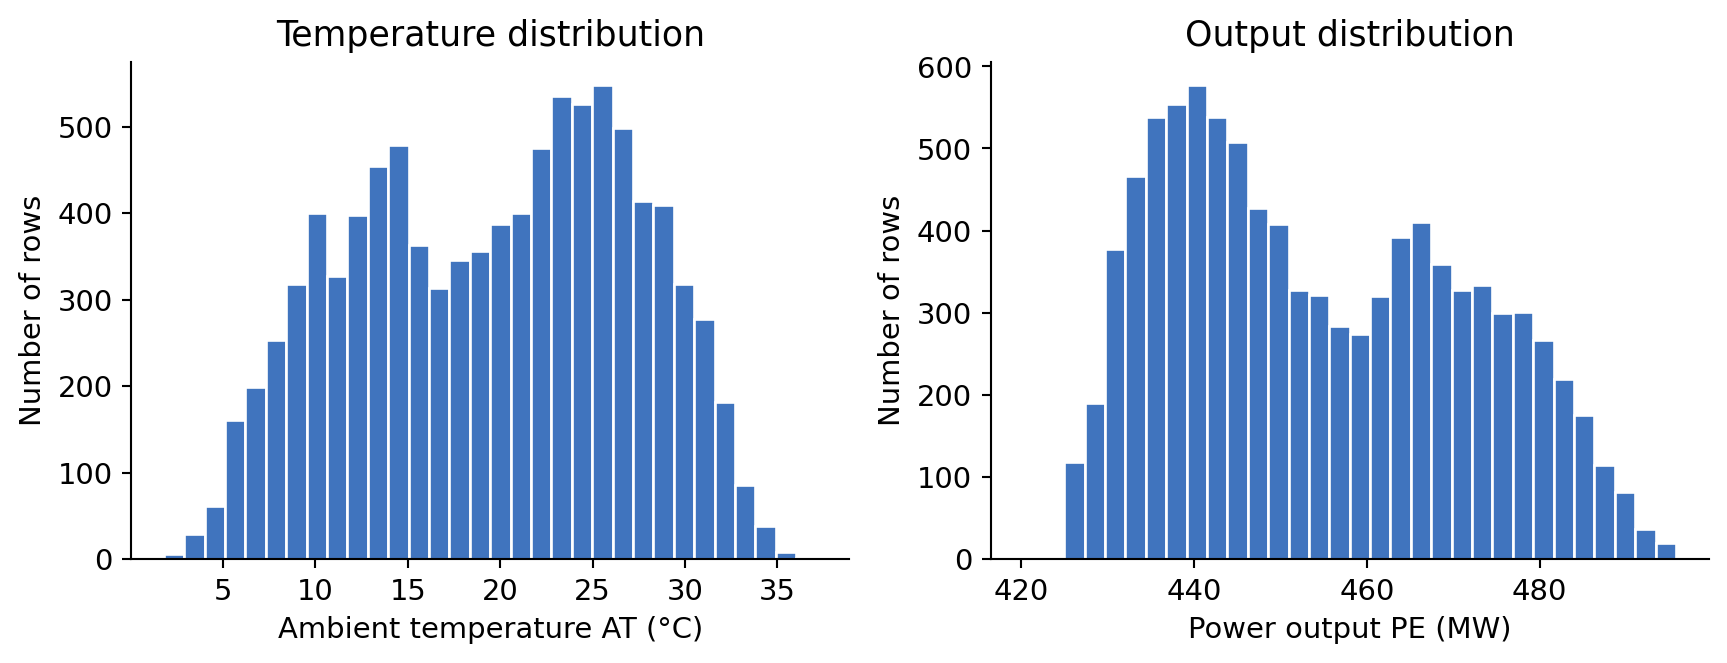 Temperature distribution
Number of rows
500
400
300
200
100
0
5 10 15 20 25 30 35
Ambient temperature AT (°C)
Output distribution
Number of rows
600
500
400
300
200
100
0
420 440 460 480
Power output PE (MW)